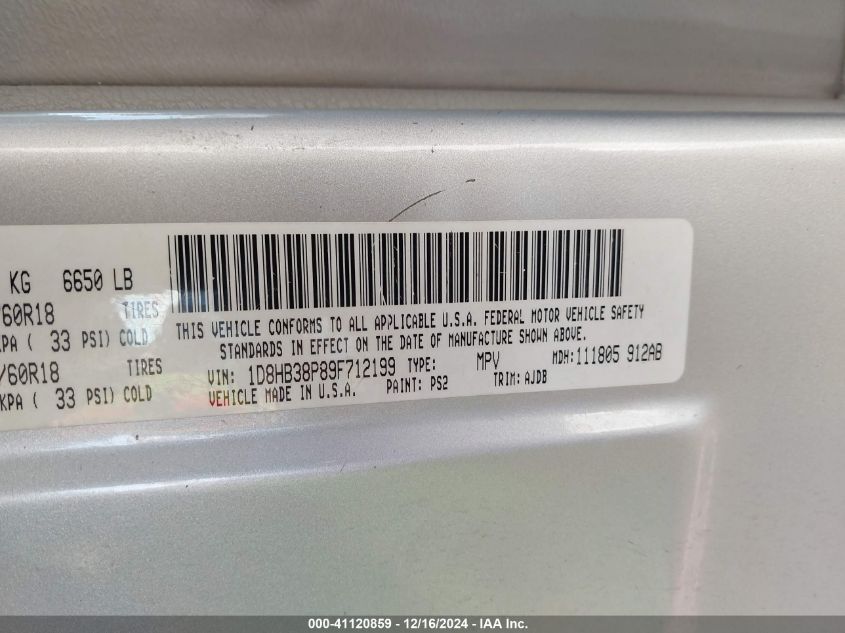 KG 6650 LB
60R18 TIRES
KPA ( 33 PSI) COLD
/60R18 TIRES
KPA ( 33 PSI) COLD
THIS VEHICLE CONFORMS TO ALL APPLICABLE U.S.A. FEDERAL MOTOR VEHICLE SAFETY
STANDARDS IN EFFECT ON THE DATE OF MANUFACTURE SHOWN ABOVE.
VIN: 1D8HB38P89F712199 TYPE: MPV MDH: 111805 912AB
VEHICLE MADE IN U.S.A. PAINT: PS2 TRIM: AJDB
000-41120859 - 12/16/2024 - IAA Inc.